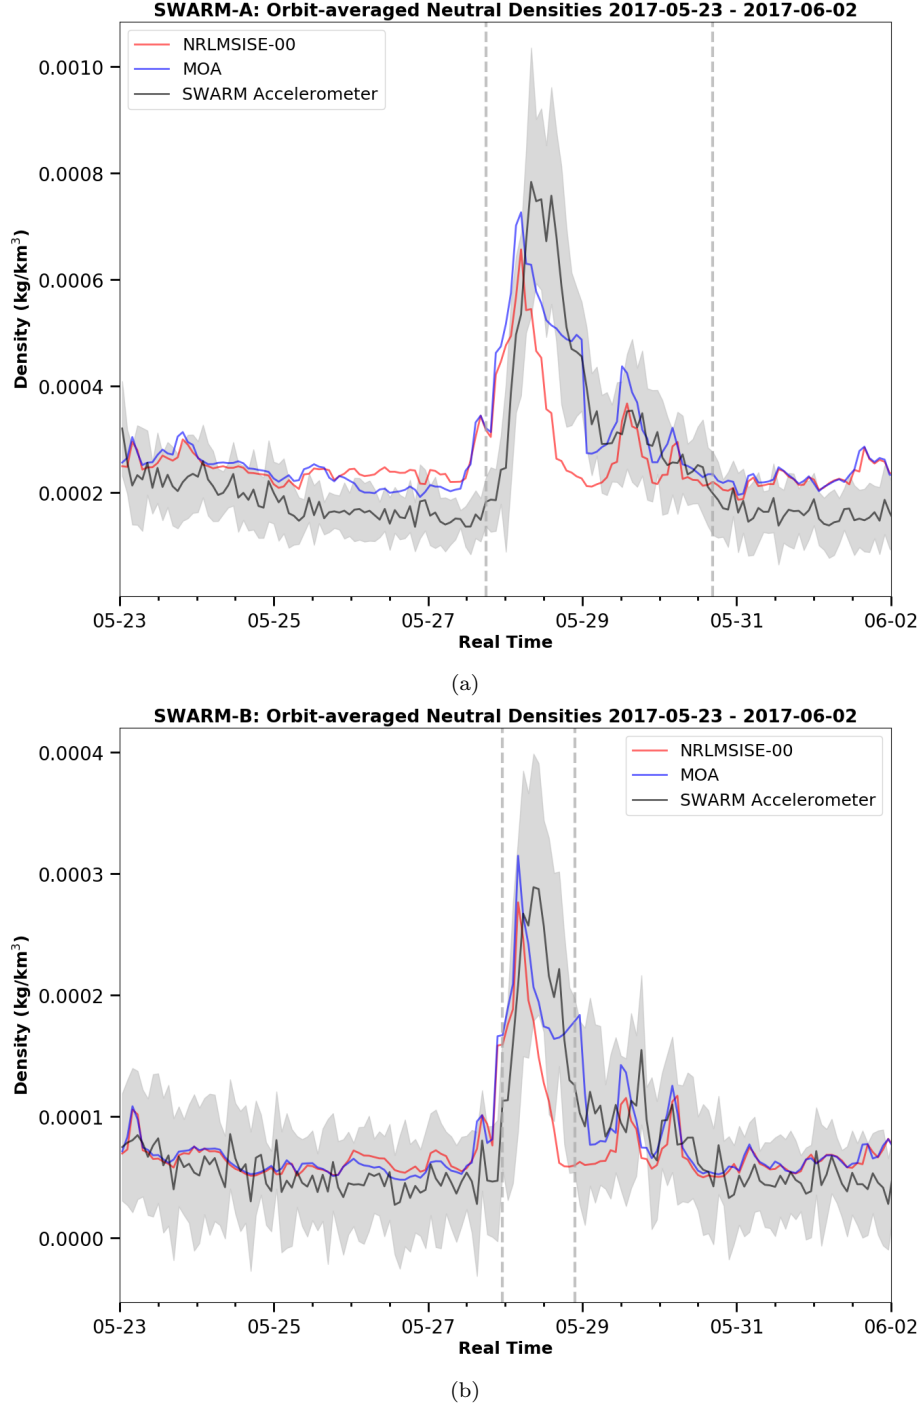 SWARM-A: Orbit-averaged Neutral Densities 2017-05-23 - 2017-06-02
NRLMSISE-00
MOA
SWARM Accelerometer
0.0010
0.0008
0.0006
0.0004
0.0002
Density (kg/km³)
05-23 05-25 05-27 05-29 05-31 06-02
Real Time
(a)
SWARM-B: Orbit-averaged Neutral Densities 2017-05-23 - 2017-06-02
NRLMSISE-00
MOA
SWARM Accelerometer
0.0004
0.0003
0.0002
0.0001
0.0000
Density (kg/km³)
05-23 05-25 05-27 05-29 05-31 06-02
Real Time
(b)